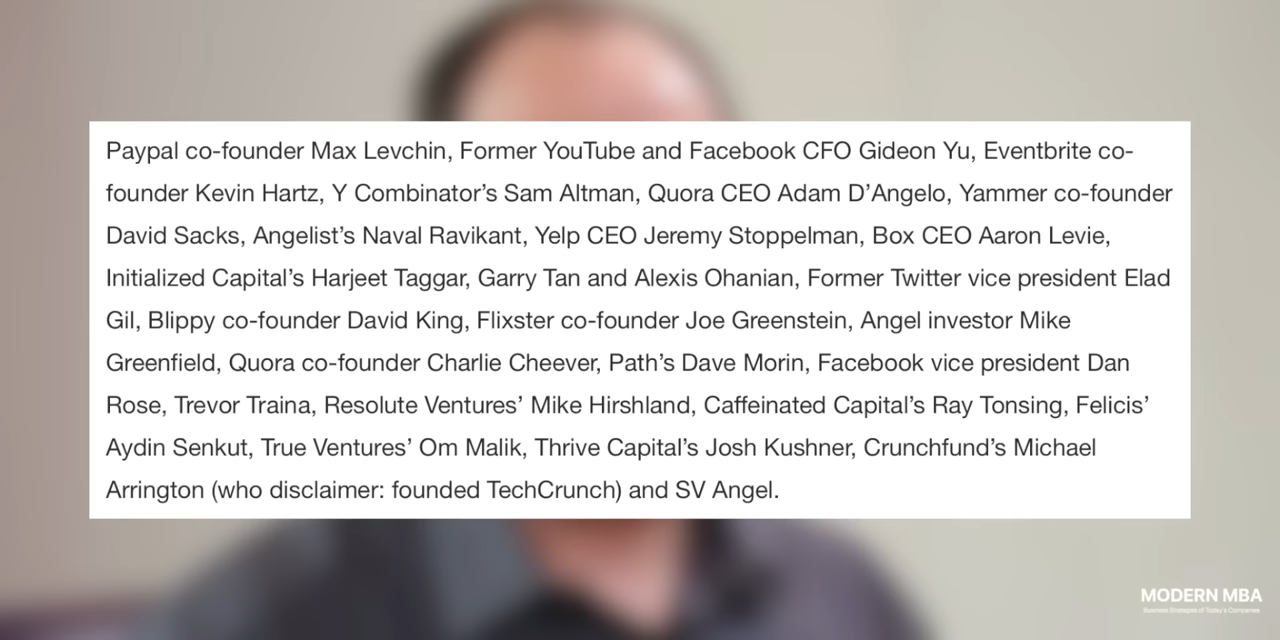 Paypal co-founder Max Levchin, Former YouTube and Facebook CFO Gideon Yu, Eventbrite co-
founder Kevin Hartz, Y Combinator’s Sam Altman, Quora CEO Adam D’Angelo, Yammer co-founder
David Sacks, Angelist’s Naval Ravikant, Yelp CEO Jeremy Stoppelman, Box CEO Aaron Levie,
Initialized Capital’s Harjeet Taggar, Garry Tan and Alexis Ohanian, Former Twitter vice president Elad
Gil, Blippy co-founder David King, Flixster co-founder Joe Greenstein, Angel investor Mike
Greenfield, Quora co-founder Charlie Cheever, Path’s Dave Morin, Facebook vice president Dan
Rose, Trevor Traina, Resolute Ventures’ Mike Hirshland, Caffeinated Capital’s Ray Tonsing, Felicis’
Aydin Senkut, True Ventures’ Om Malik, Thrive Capital’s Josh Kushner, Crunchfund’s Michael
Arrington (who disclaimer: founded TechCrunch) and SV Angel.
MODERN MBA
Business Strategies of Today's Companies